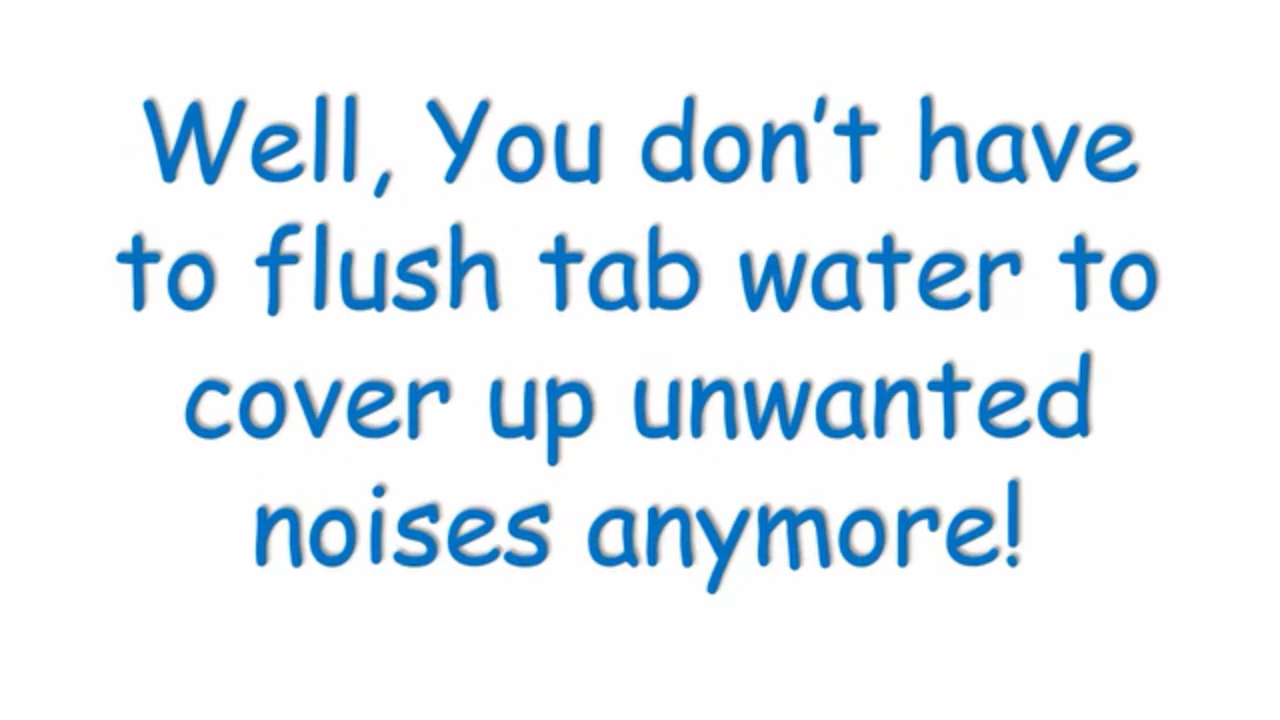 Well, You don't have
to flush tab water to
cover up unwanted
noises anymore!